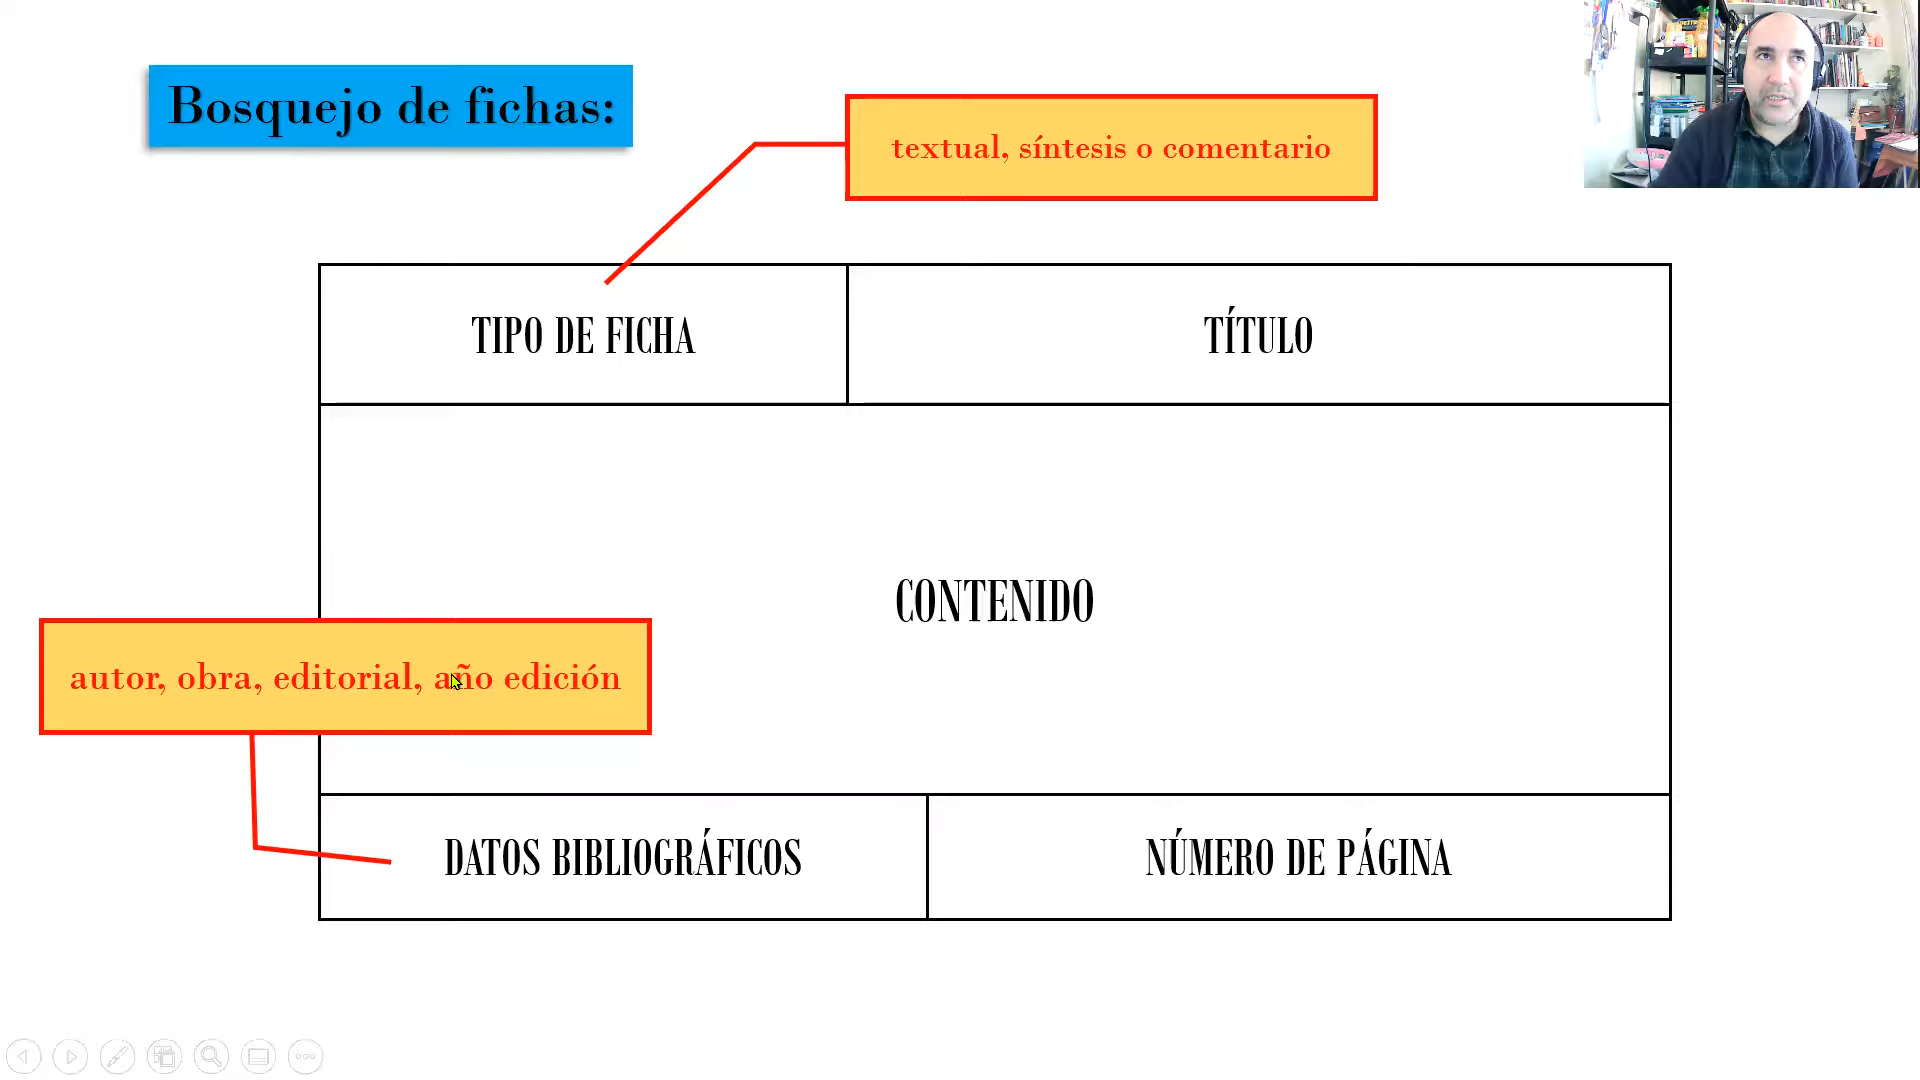 Bosquejo de fichas:
textual, síntesis o comentario
TIPO DE FICHA
TÍTULO
CONTENIDO
autor, obra, editorial, año edición
DATOS BIBLIOGRÁFICOS
NÚMERO DE PÁGINA